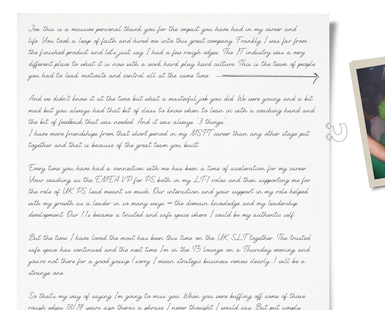 Joe this is a massive personal thank you for the impact you have had in my career and
life. You took a leap of faith and hired me into this great company. Frankly I was far from
the finished product and lets just say I had a few rough edges. The IT industry was a very
different place to what it is now with a work hard play hard culture. This is the team of people
you had to lead motivate and control all at the same time
And we didn't know it at the time but what a masterful job you did. We were young and a bit
mad but you always had that bit of class to know when to lean in with a coaching hand and
the bit of feedback that was needed. And it was always "3 things".
I have more friendships from that short period in my MSFT career than any other stage put
together and that is because of the great team you built.
Every time you have had a connection with me has been a time of acceleration for my career.
Your coaching as the EMEA VP for PS both in my LT1 roles and then supporting me for
the role of UK PS lead meant so much. Our interaction and your support in my role helped
with my growth as a leader in so many ways – the domain knowledge and my leadership
development. Our 1:1s became a trusted and safe space where I could be my authentic self.
But the time I have loved the most has been this time on the UK SLT together. The trusted
safe space has continued and the next time I'm in the T3 lounge on a Thursday evening and
you're not there for a good gossip (sorry I mean strategic business review clearly) I will be a
strange one.
So that's my way of saying I'm going to miss you. When you were buffing off some of those
rough edges 18/19 years ago theres a phrase I never thought I would say. But put simply